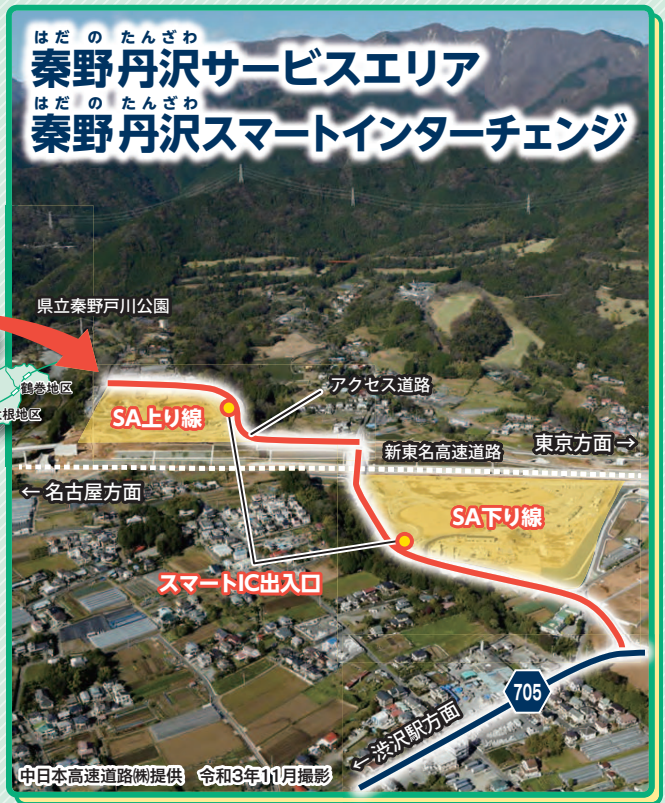 はだのたんざわ
秦野丹沢サービスエリア
はだのたんざわ
秦野丹沢スマートインターチェンジ
県立秦野戸川公園
鶴巻地区
根地区
アクセス道路
SA上り線
新東名高速道路
東京方面→
←名古屋方面
SA下り線
スマートIC出入口
705
←渋沢駅方面
中日本高速道路㈱提供 令和3年11月撮影